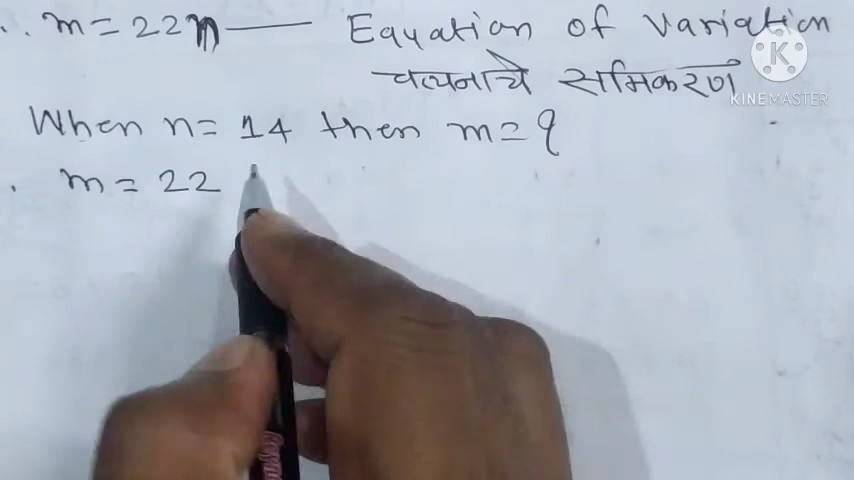 ∴ m = 22n — Equation of variation
चलनाचे समिकरण
When n = 14 then m = ?
∴ m = 22
KINEMASTER